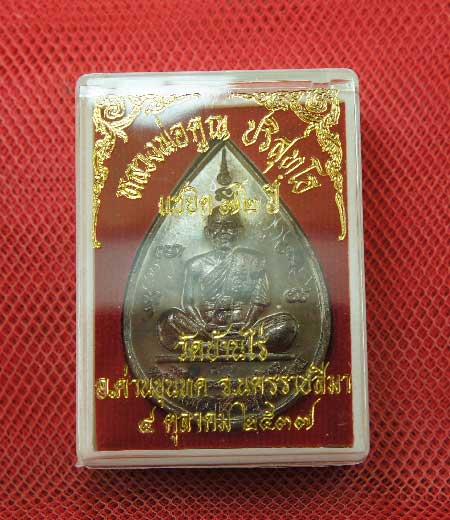 หลวงพ่อคูณ ปริสุทฺโธ
แซยิด ๗๒ ปี
วัดบ้านไร่
อ.ด่านขุนทด จ.นครราชสีมา
๔ ตุลาคม ๒๕๓๗